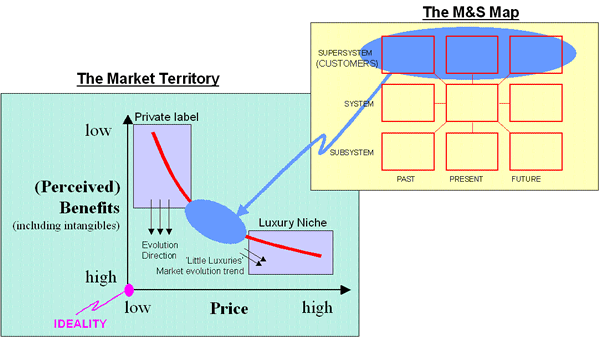 The M&S Map
SUPERSYSTEM
(CUSTOMERS)
SYSTEM
SUBSYSTEM
PAST
PRESENT
FUTURE
The Market Territory
Private label
low
(Perceived)
Benefits
(including intangibles)
Evolution
Direction
Luxury Niche
'Little Luxuries'
Market evolution trend
high
low
Price
high
IDEALITY